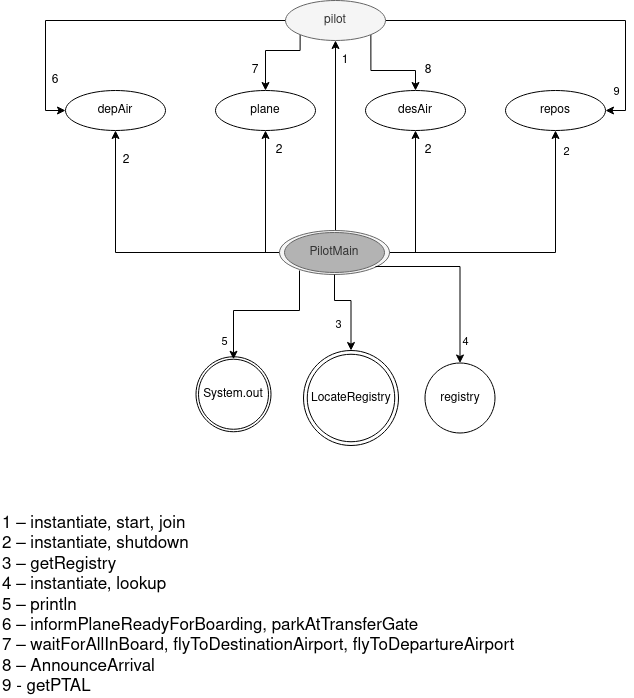 pilot
1
6
7
8
9
depAir
plane
desAir
repos
2
2
2
2
PilotMain
5
3
4
System.out
LocateRegistry
registry
1 – instantiate, start, join
2 – instantiate, shutdown
3 – getRegistry
4 – instantiate, lookup
5 – println
6 – informPlaneReadyForBoarding, parkAtTransferGate
7 – waitForAllInBoard, flyToDestinationAirport, flyToDepartureAirport
8 – AnnounceArrival
9 - getPTAL